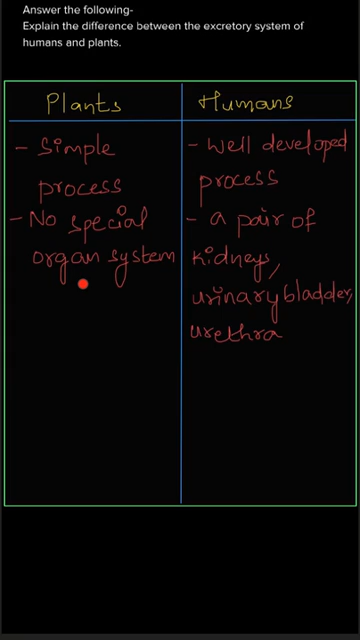 Answer the following-
Explain the difference between the excretory system of
humans and plants.
Plants
- Simple
process
- No special
organ system
Humans
- Well developed
process
- a pair of
kidneys,
urinary bladder,
urethra